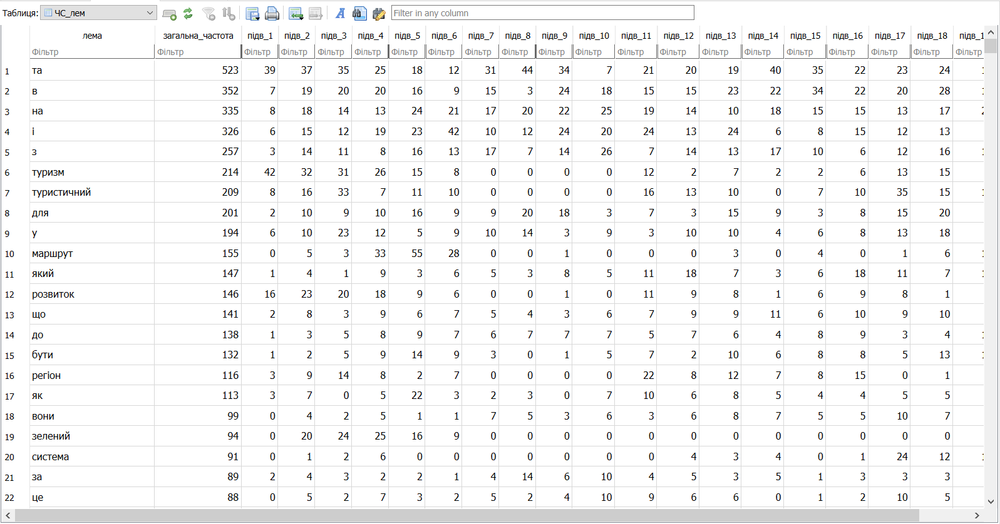 Таблиця: ЧС_лем Filter in any column
лема загальна_частота підв_1 підв_2 підв_3 підв_4 підв_5 підв_6 підв_7 підв_8 підв_9 підв_10 підв_11 підв_12 підв_13 підв_14 підв_15 підв_16 підв_17 підв_18 підв_1
Фільтр Фільтр Фільтр Фільтр Фільтр Фільтр Фільтр Фільтр Фільтр Фільтр Фільтр Фільтр Фільтр Фільтр Фільтр Фільтр Фільтр Фільтр Фільтр Фільтр Фільтр
1 та 523 39 37 35 25 18 12 31 44 34 7 21 20 19 40 35 22 23 24
2 в 352 7 19 20 20 16 9 15 3 24 18 15 15 23 22 34 22 20 28
3 на 335 8 18 14 13 24 21 17 20 22 25 19 14 10 18 15 15 13 17
4 і 326 6 15 12 19 23 42 10 12 24 20 24 13 24 6 8 15 12 13
5 з 257 3 14 11 8 16 13 17 7 14 26 7 14 13 17 10 6 12 16
6 туризм 214 42 32 31 26 15 8 0 0 0 0 12 2 7 2 2 6 13 15
7 туристичний 209 8 16 33 7 11 10 0 0 0 0 16 13 10 0 7 10 35 15
8 для 201 2 10 9 10 16 9 9 20 18 3 7 3 15 9 3 8 15 20
9 у 194 6 10 23 12 5 9 10 14 3 9 3 10 10 4 6 8 13 18
10 маршрут 155 0 5 3 33 55 28 0 0 1 0 0 0 3 0 4 0 1 6
11 який 147 1 4 1 9 3 6 5 3 8 5 11 18 7 3 6 18 11 7
12 розвиток 146 16 23 20 18 9 6 0 0 1 0 11 9 8 1 6 9 8 1
13 що 141 2 8 3 9 6 7 5 4 3 6 7 9 9 11 6 10 9 10
14 до 138 1 3 5 8 9 7 6 7 7 7 5 7 6 4 8 9 3 4
15 бути 132 1 2 5 9 14 9 3 0 1 5 7 2 10 6 8 8 5 13
16 регіон 116 3 9 14 8 2 7 0 0 0 0 22 8 12 7 8 15 0 1
17 як 113 3 7 0 5 22 3 2 3 0 7 10 6 8 5 4 4 5 5
18 вони 99 0 4 2 5 1 1 7 5 3 6 3 6 8 7 5 5 10 7
19 зелений 94 0 20 24 25 16 9 0 0 0 0 0 0 0 0 0 0 0 0
20 система 91 0 1 2 6 0 0 0 0 0 0 0 4 3 4 0 1 24 12
21 за 89 2 4 3 2 2 1 4 14 6 10 4 5 3 5 1 3 3 3
22 це 88 0 5 2 7 3 2 5 2 4 10 9 6 6 0 1 2 10 5